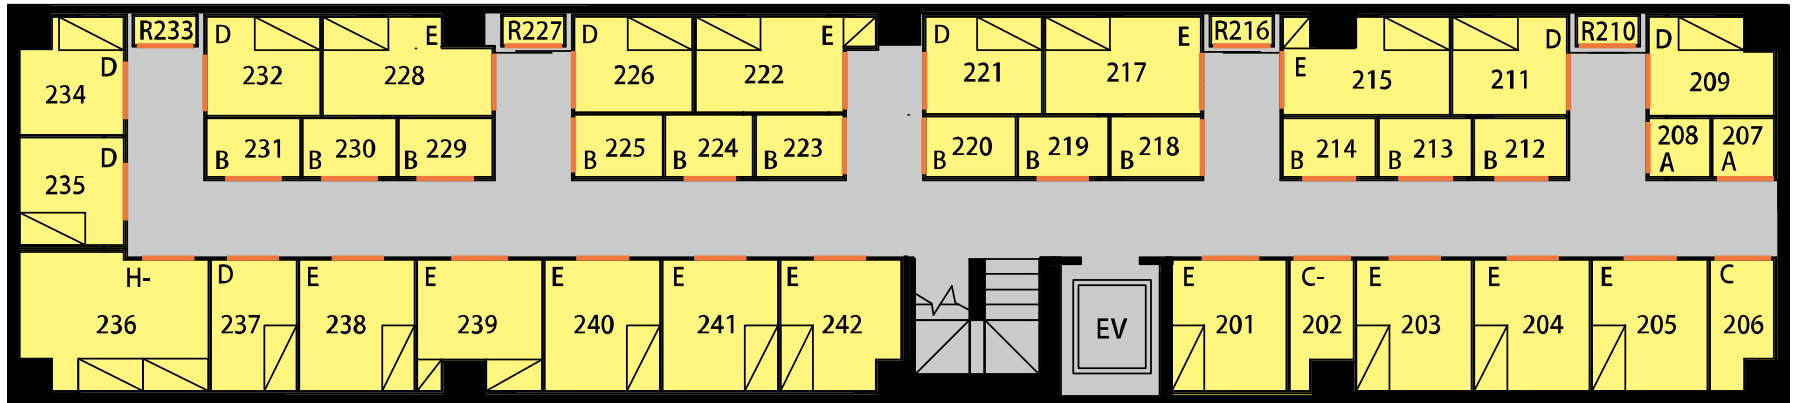 R233 R227 R216 R210
D E D E D E D D
D 232 228 226 222 221 217 E 215 211 209
234
D B 231 B 230 B 229 B 225 B 224 B 223 B 220 B 219 B 218 B 214 B 213 B 212 208 A 207 A
235
H- D E E E E E E C- E E E C
236 237 238 239 240 241 242 EV 201 202 203 204 205 206